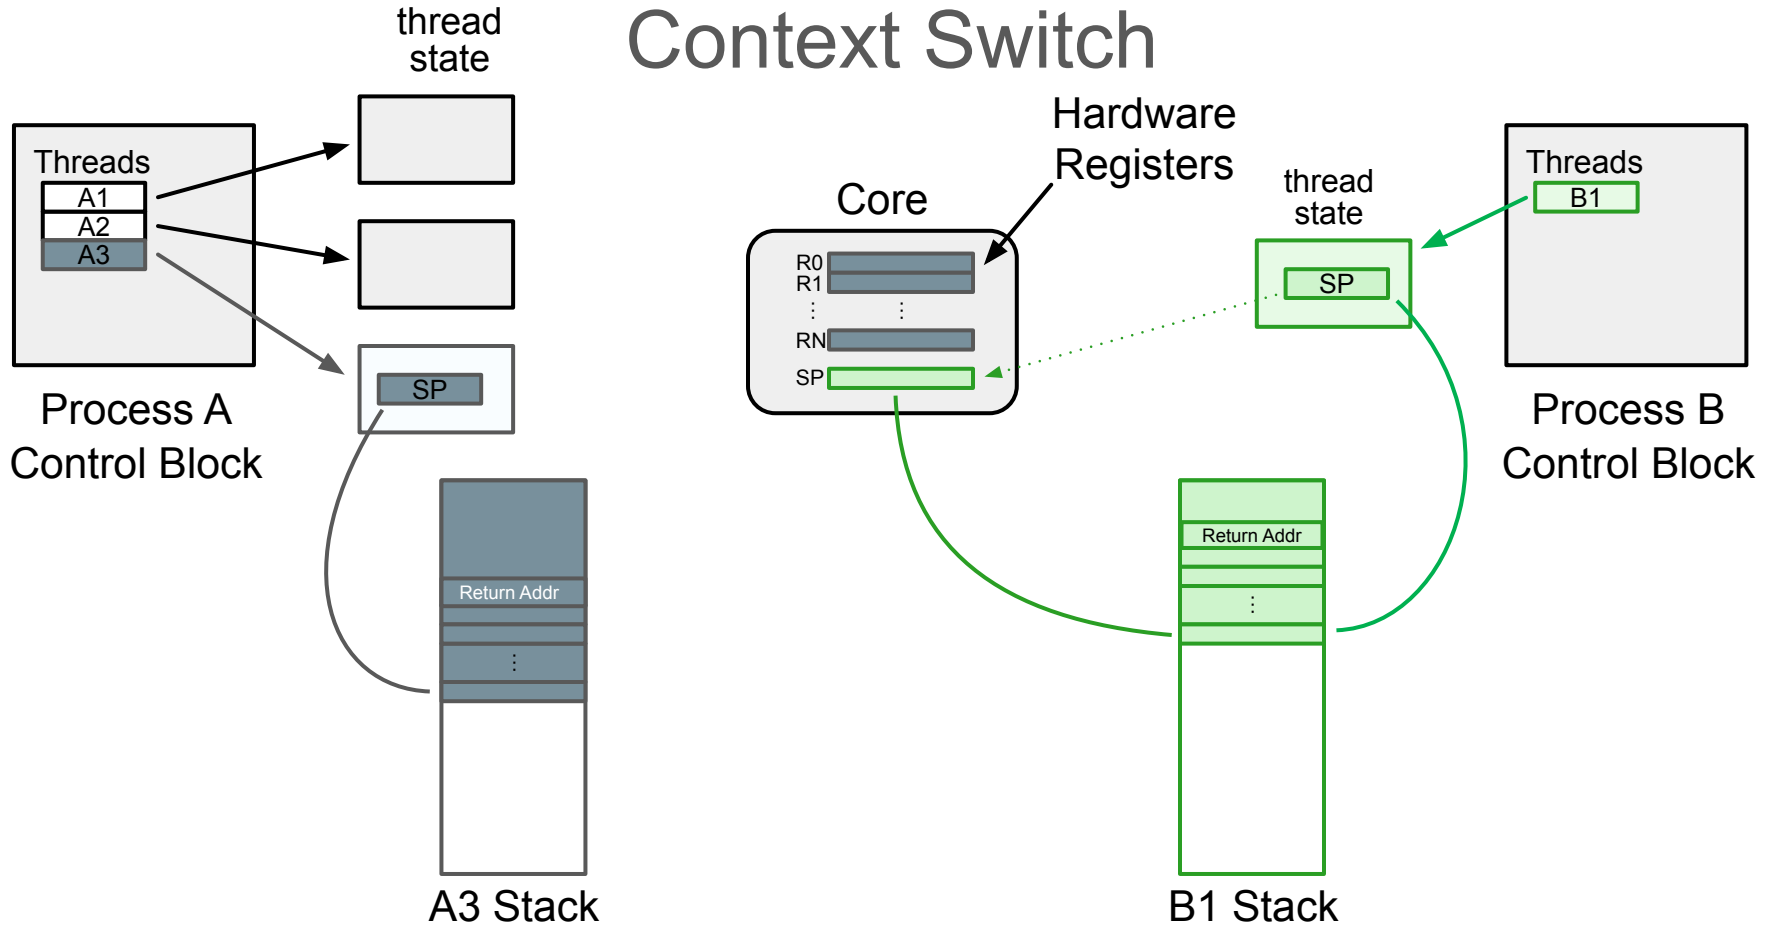 Context Switch
thread
state
Threads
A1
A2
A3
SP
Process A
Control Block
Return Addr
⋮
A3 Stack
Hardware
Registers
Core
R0
R1
⋮ ⋮
RN
SP
thread
state
SP
Threads
B1
Process B
Control Block
Return Addr
⋮
B1 Stack